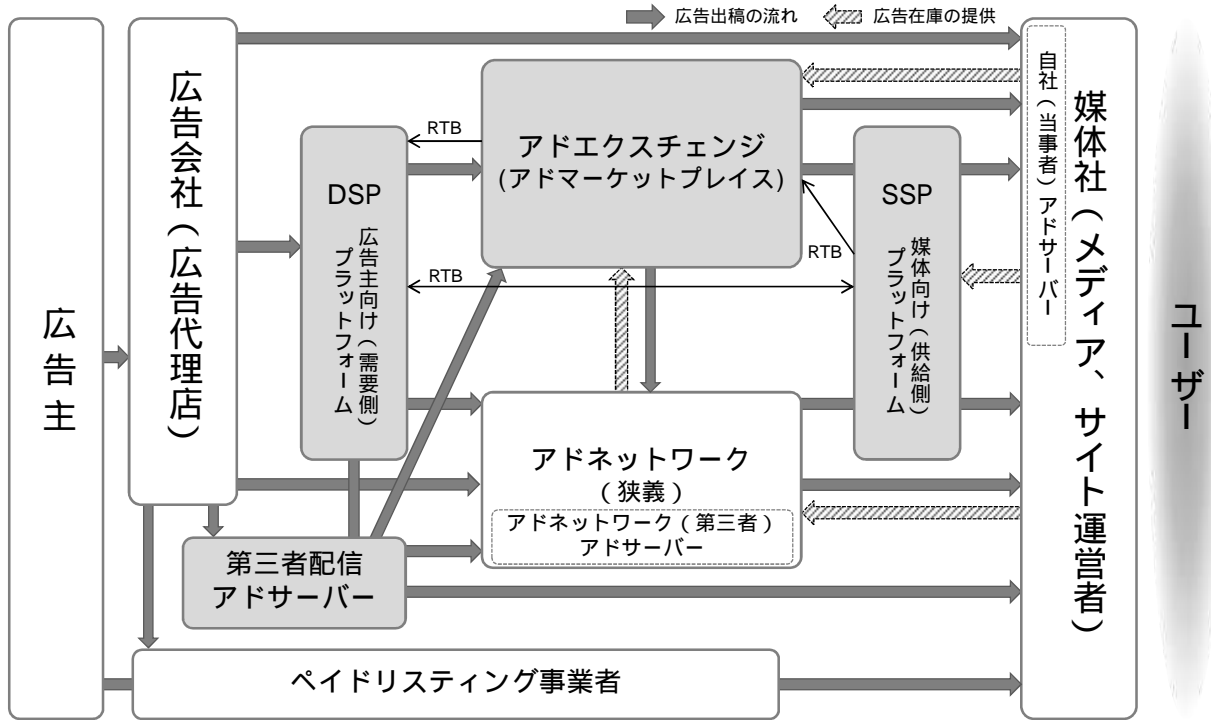 広告出稿の流れ
広告在庫の提供
広告主
広告会社(広告代理店)
DSP
広告主向け(需要側)
プラットフォーム
RTB
アドエクスチェンジ
(アドマーケットプレイス)
RTB
RTB
SSP
媒体向け(供給側)
プラットフォーム
自社(当事者)アドサーバー
媒体社(メディア、サイト運営者)
ユーザー
アドネットワーク
(狭義)
アドネットワーク(第三者)
アドサーバー
第三者配信
アドサーバー
ペイドリスティング事業者